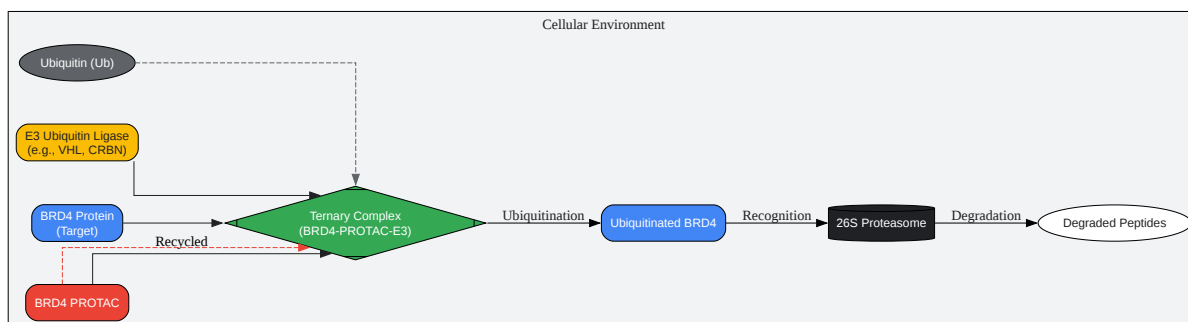 Cellular Environment
Ubiquitin (Ub)
E3 Ubiquitin Ligase
(e.g., VHL, CRBN)
BRD4 Protein
(Target)
Recycled
BRD4 PROTAC
Ternary Complex
(BRD4-PROTAC-E3)
Ubiquitination
Ubiquitinated BRD4
Recognition
26S Proteasome
Degradation
Degraded Peptides